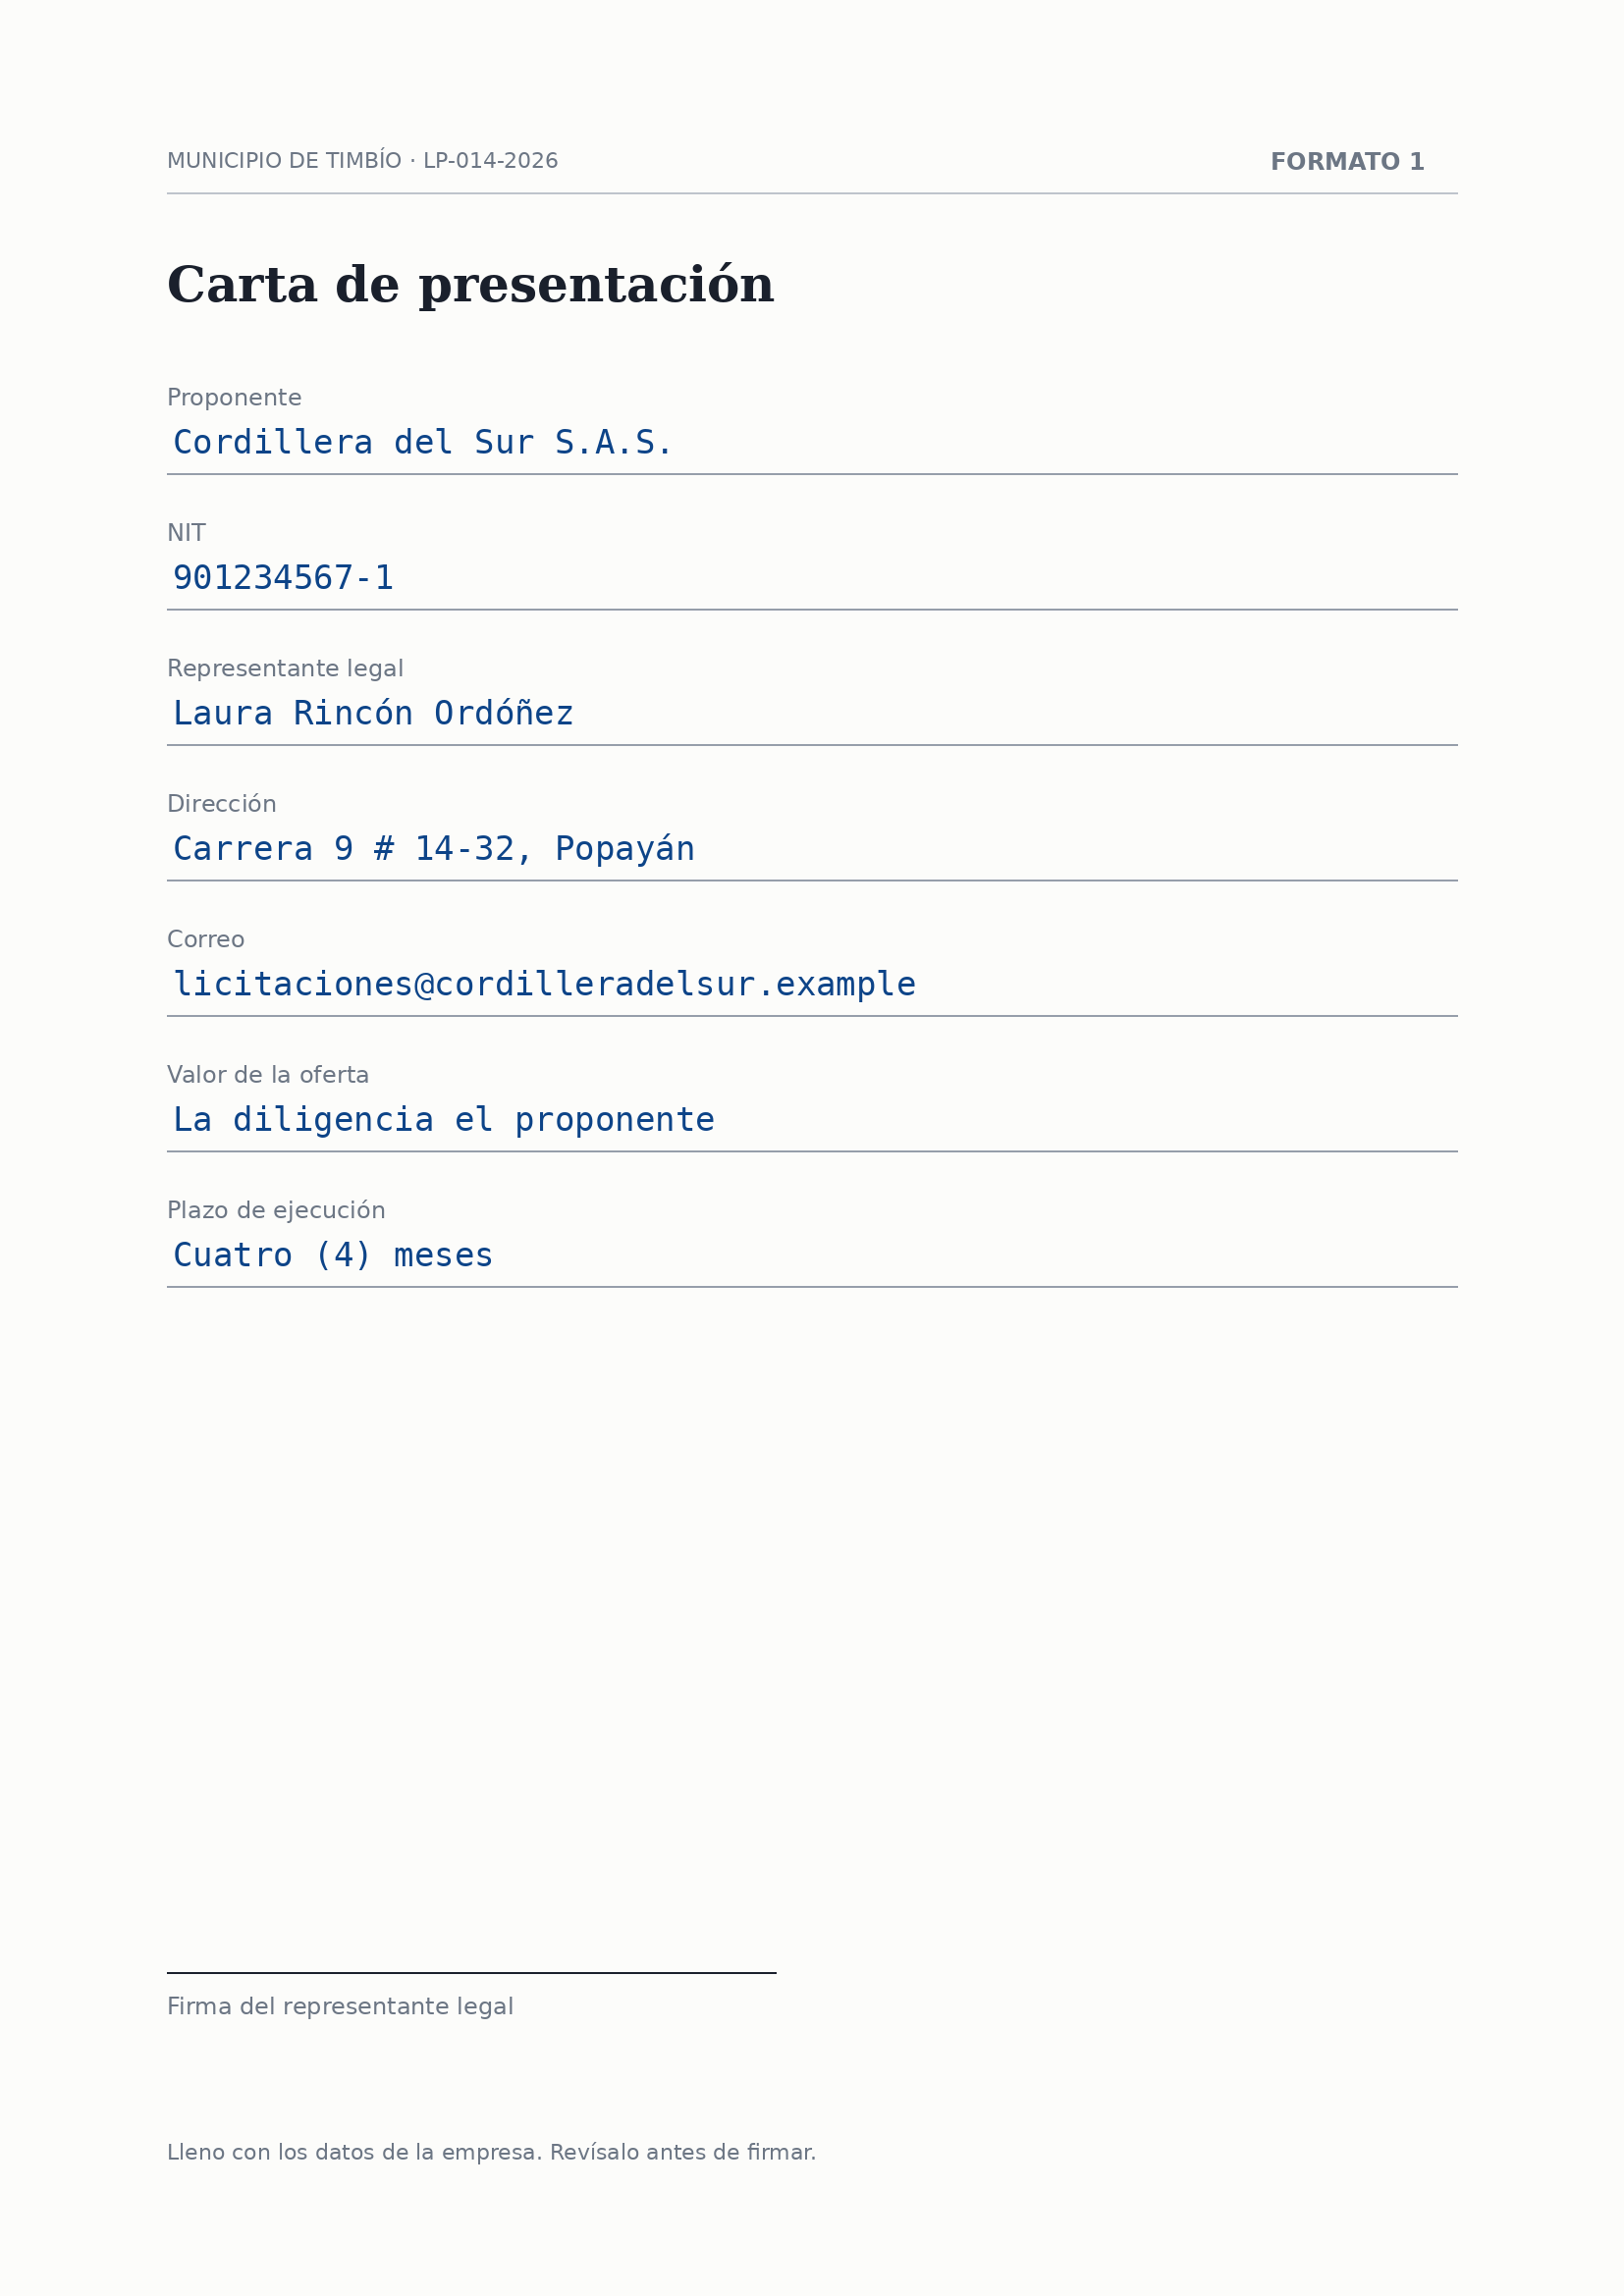 MUNICIPIO DE TIMBÍO · LP-014-2026
FORMATO 1
Carta de presentación
Proponente
Cordillera del Sur S.A.S.
NIT
901234567-1
Representante legal
Laura Rincón Ordóñez
Dirección
Carrera 9 # 14-32, Popayán
Correo
licitaciones@cordilleradelsur.example
Valor de la oferta
La diligencia el proponente
Plazo de ejecución
Cuatro (4) meses
Firma del representante legal
Lleno con los datos de la empresa. Revísalo antes de firmar.